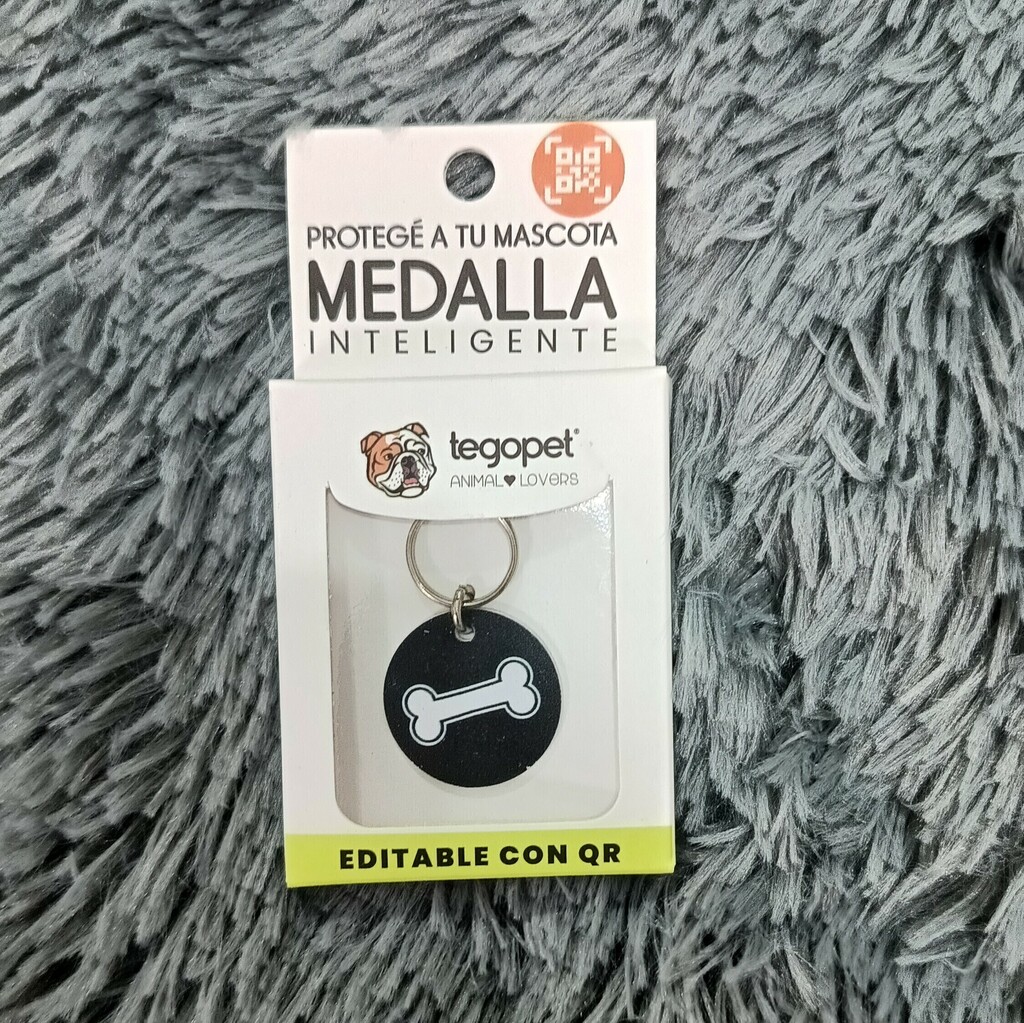 PROTEGÉ A TU MASCOTA
MEDALLA
INTELIGENTE
tegopet®
ANIMAL♥LOVERS
EDITABLE CON QR